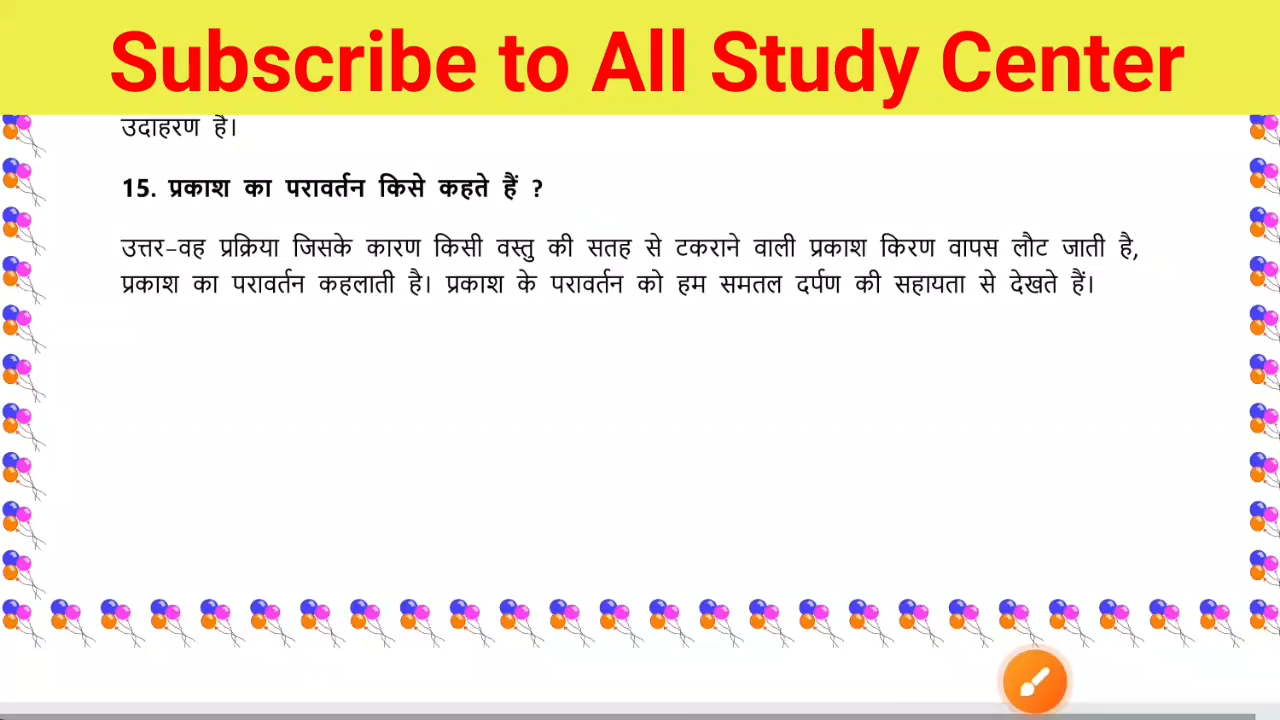 Subscribe to All Study Center
उदाहरण है।
15. प्रकाश का परावर्तन किसे कहते हैं ?
उत्तर–वह प्रक्रिया जिसके कारण किसी वस्तु की सतह से टकराने वाली प्रकाश किरण वापस लौट जाती है,
प्रकाश का परावर्तन कहलाती है। प्रकाश के परावर्तन को हम समतल दर्पण की सहायता से देखते हैं।